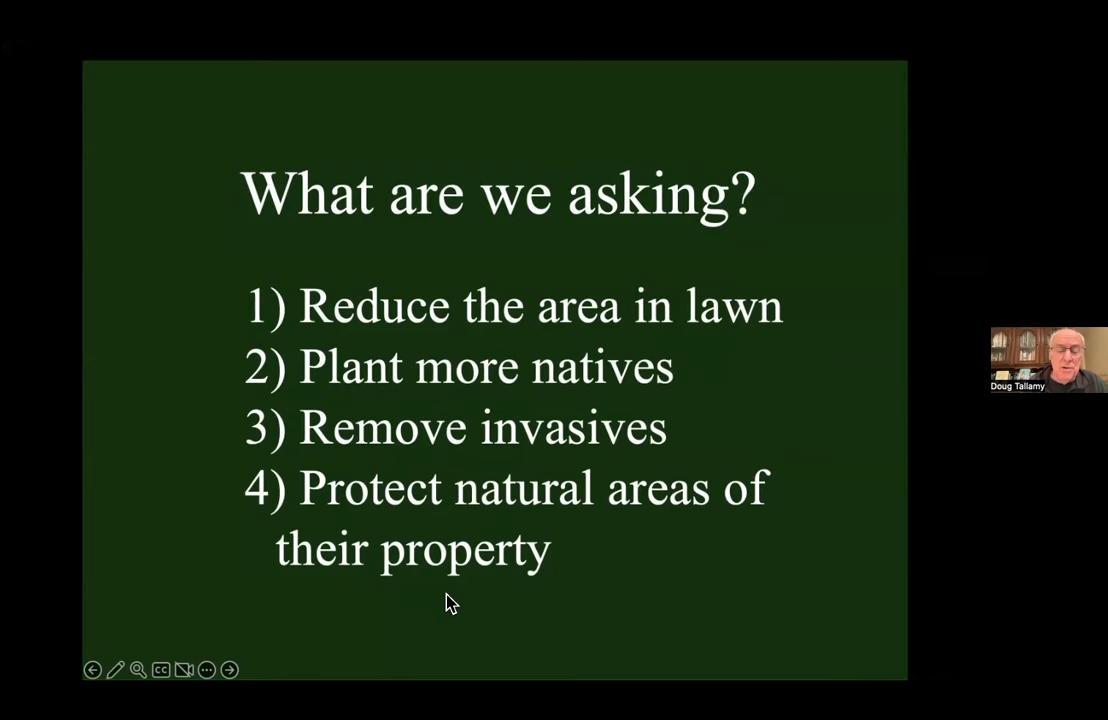 What are we asking?
1) Reduce the area in lawn
2) Plant more natives
3) Remove invasives
4) Protect natural areas of
their property
Doug Tallamy
CC